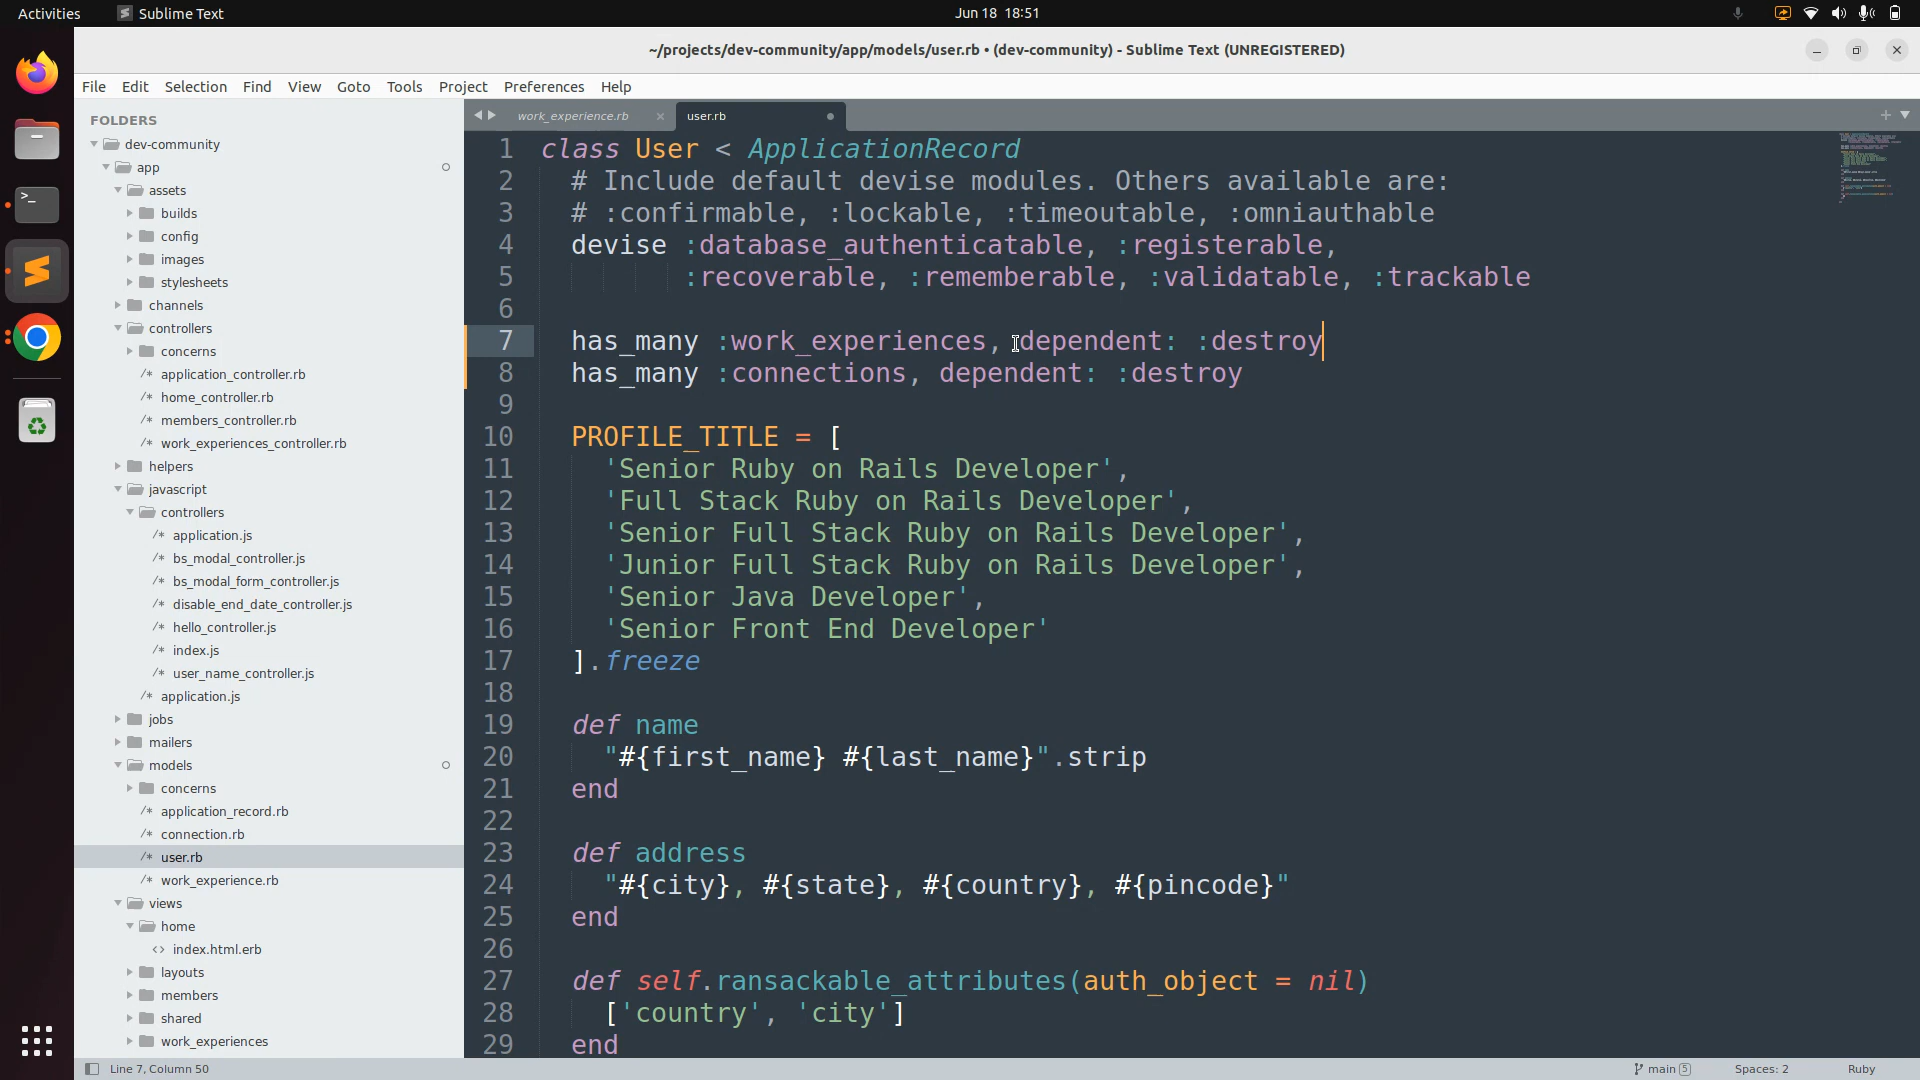 Activities
Sublime Text
Jun 18 18:51
~/projects/dev-community/app/models/user.rb • (dev-community) - Sublime Text (UNREGISTERED)
File Edit Selection Find View Goto Tools Project Preferences Help
FOLDERS
dev-community
app
assets
builds
config
images
stylesheets
channels
controllers
concerns
application_controller.rb
home_controller.rb
members_controller.rb
work_experiences_controller.rb
helpers
javascript
controllers
application.js
bs_modal_controller.js
bs_modal_form_controller.js
disable_end_date_controller.js
hello_controller.js
index.js
user_name_controller.js
application.js
jobs
mailers
models
concerns
application_record.rb
connection.rb
user.rb
work_experience.rb
views
home
index.html.erb
layouts
members
shared
work_experiences
work_experience.rb
user.rb
1 class User < ApplicationRecord
2 # Include default devise modules. Others available are:
3 # :confirmable, :lockable, :timeoutable, :omniauthable
4 devise :database_authenticatable, :registerable,
5 :recoverable, :rememberable, :validatable, :trackable
6
7 has_many :work_experiences, dependent: :destroy
8 has_many :connections, dependent: :destroy
9
10 PROFILE_TITLE = [
11 'Senior Ruby on Rails Developer',
12 'Full Stack Ruby on Rails Developer',
13 'Senior Full Stack Ruby on Rails Developer',
14 'Junior Full Stack Ruby on Rails Developer',
15 'Senior Java Developer',
16 'Senior Front End Developer'
17 ].freeze
18
19 def name
20 "#{first_name} #{last_name}".strip
21 end
22
23 def address
24 "#{city}, #{state}, #{country}, #{pincode}"
25 end
26
27 def self.ransackable_attributes(auth_object = nil)
28 ['country', 'city']
29 end
Line 7, Column 50
main 5
Spaces: 2
Ruby